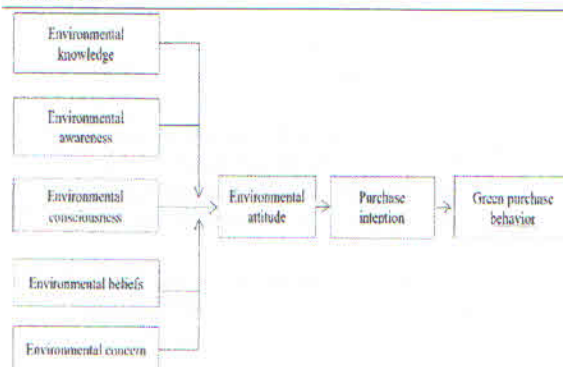 Environmental
knowledge
Environmental
awareness
Environmental
consciousness
Environmental
attitude
Purchase
intention
Green purchase
behavior
Environmental beliefs
Environmental concern